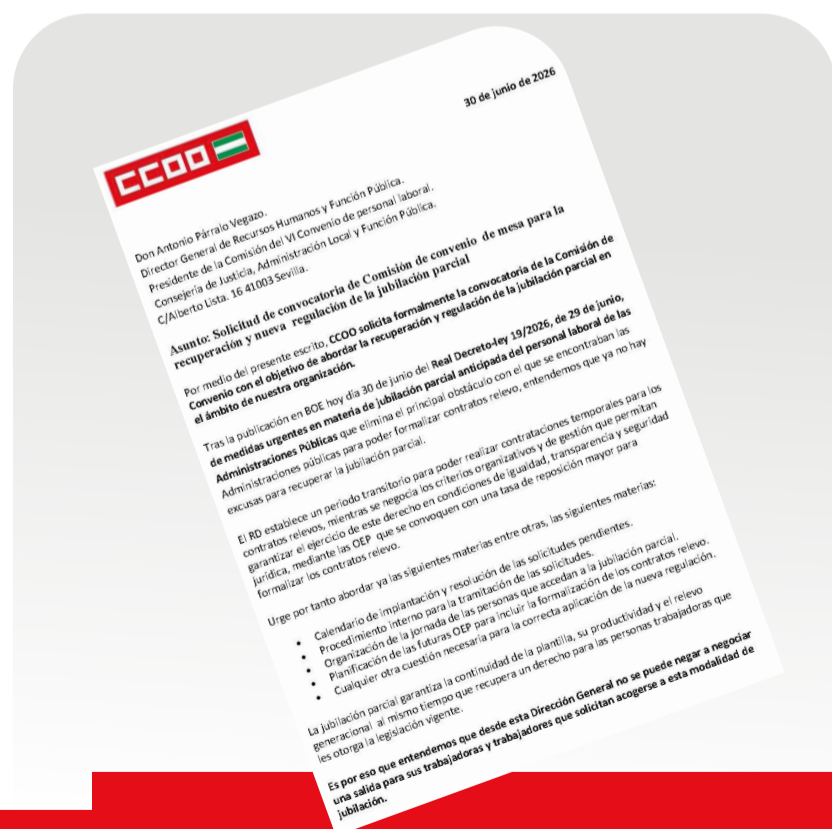 30 de junio de 2026
CCOO
Don Antonio Párralo Vegazo.
Director General de Recursos Humanos y Función Pública.
Presidente de la Comisión del VI Convenio de personal laboral.
Consejería de Justicia, Administración Local y Función Pública.
C/Alberto Lista. 16 41003 Sevilla.
Asunto: Solicitud de convocatoria de Comisión de convenio de mesa para la
recuperación y nueva regulación de la jubilación parcial
Por medio del presente escrito, CCOO solicita formalmente la convocatoria de la Comisión de
Convenio con el objetivo de abordar la recuperación y regulación de la jubilación parcial en
el ámbito de nuestra organización.
Tras la publicación en BOE hoy día 30 de junio del Real Decreto-ley 19/2026, de 29 de junio,
de medidas urgentes en materia de jubilación parcial anticipada del personal laboral de las
Administraciones Públicas que elimina el principal obstáculo con el que se encontraban las
Administraciones públicas para poder formalizar contratos relevo, entendemos que ya no hay
excusas para recuperar la jubilación parcial.
El RD establece un periodo transitorio para poder realizar contrataciones temporales para los
contratos relevos, mientras se negocia los criterios organizativos y de gestión que permitan
garantizar el ejercicio de este derecho en condiciones de igualdad, transparencia y seguridad
jurídica, mediante las OEP que se convoquen con una tasa de reposición mayor para
formalizar los contratos relevo.
Urge por tanto abordar ya las siguientes materias entre otras, las siguientes materias:
• Calendario de implantación y resolución de las solicitudes pendientes.
• Procedimiento interno para la tramitación de las solicitudes.
• Organización de la jornada de las personas que accedan a la jubilación parcial.
• Planificación de las futuras OEP para incluir la formalización de los contratos relevo.
• Cualquier otra cuestión necesaria para la correcta aplicación de la nueva regulación.
La jubilación parcial garantiza la continuidad de la plantilla, su productividad y el relevo
generacional al mismo tiempo que recupera un derecho para las personas trabajadoras que
les otorga la legislación vigente.
Es por eso que entendemos que desde esta Dirección General no se puede negar a negociar
una salida para sus trabajadoras y trabajadores que solicitan acogerse a esta modalidad de
jubilación.